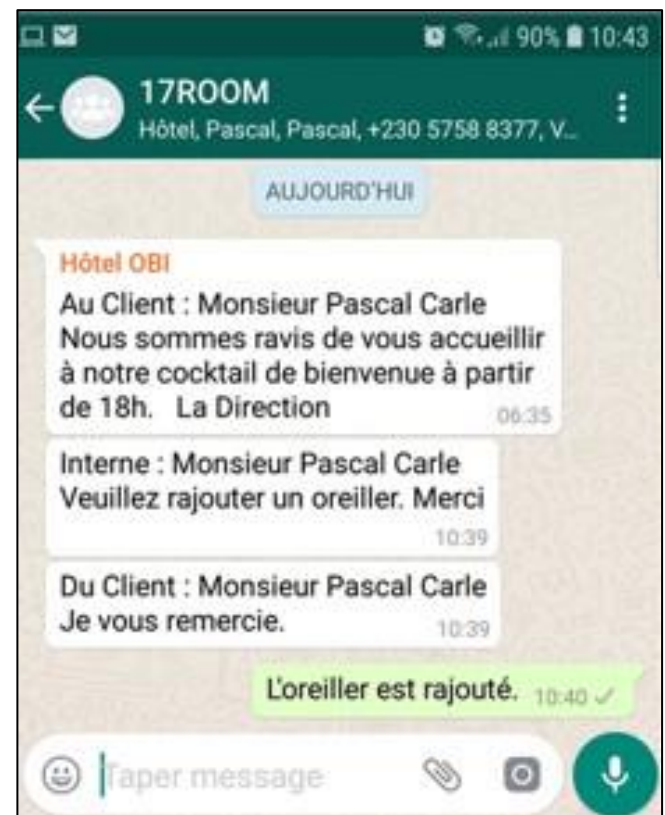 90% 10:43
17ROOM
Hôtel, Pascal, Pascal, +230 5758 8377, V...
AUJOURD'HUI
Hôtel OBI
Au Client : Monsieur Pascal Carle
Nous sommes ravis de vous accueillir
à notre cocktail de bienvenue à partir
de 18h. La Direction 06:35
Interne : Monsieur Pascal Carle
Veuillez rajouter un oreiller. Merci
10:39
Du Client : Monsieur Pascal Carle
Je vous remercie. 10:39
L'oreiller est rajouté. 10:40
Taper message